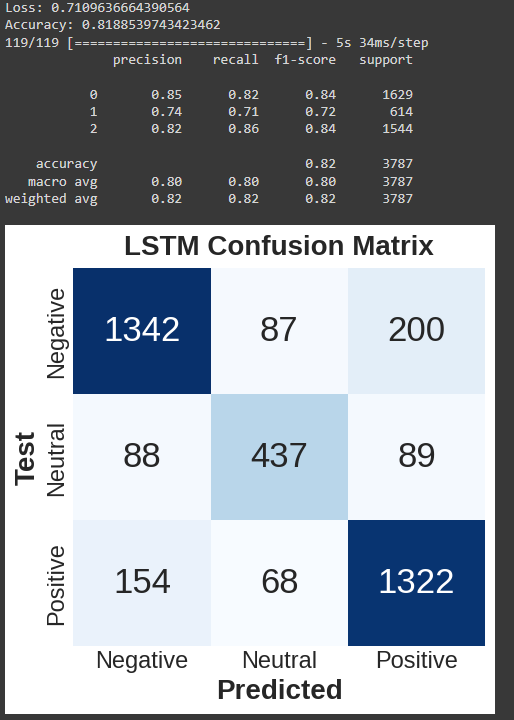 Loss: 0.7109636664390564
Accuracy: 0.8188539743423462
119/119 [==============================] - 5s 34ms/step
precision recall f1-score support
0 0.85 0.82 0.84 1629
1 0.74 0.71 0.72 614
2 0.82 0.86 0.84 1544
accuracy 0.82 3787
macro avg 0.80 0.80 0.80 3787
weighted avg 0.82 0.82 0.82 3787
LSTM Confusion Matrix
Test
Negative 1342 87 200
Neutral 88 437 89
Positive 154 68 1322
Negative Neutral Positive
Predicted